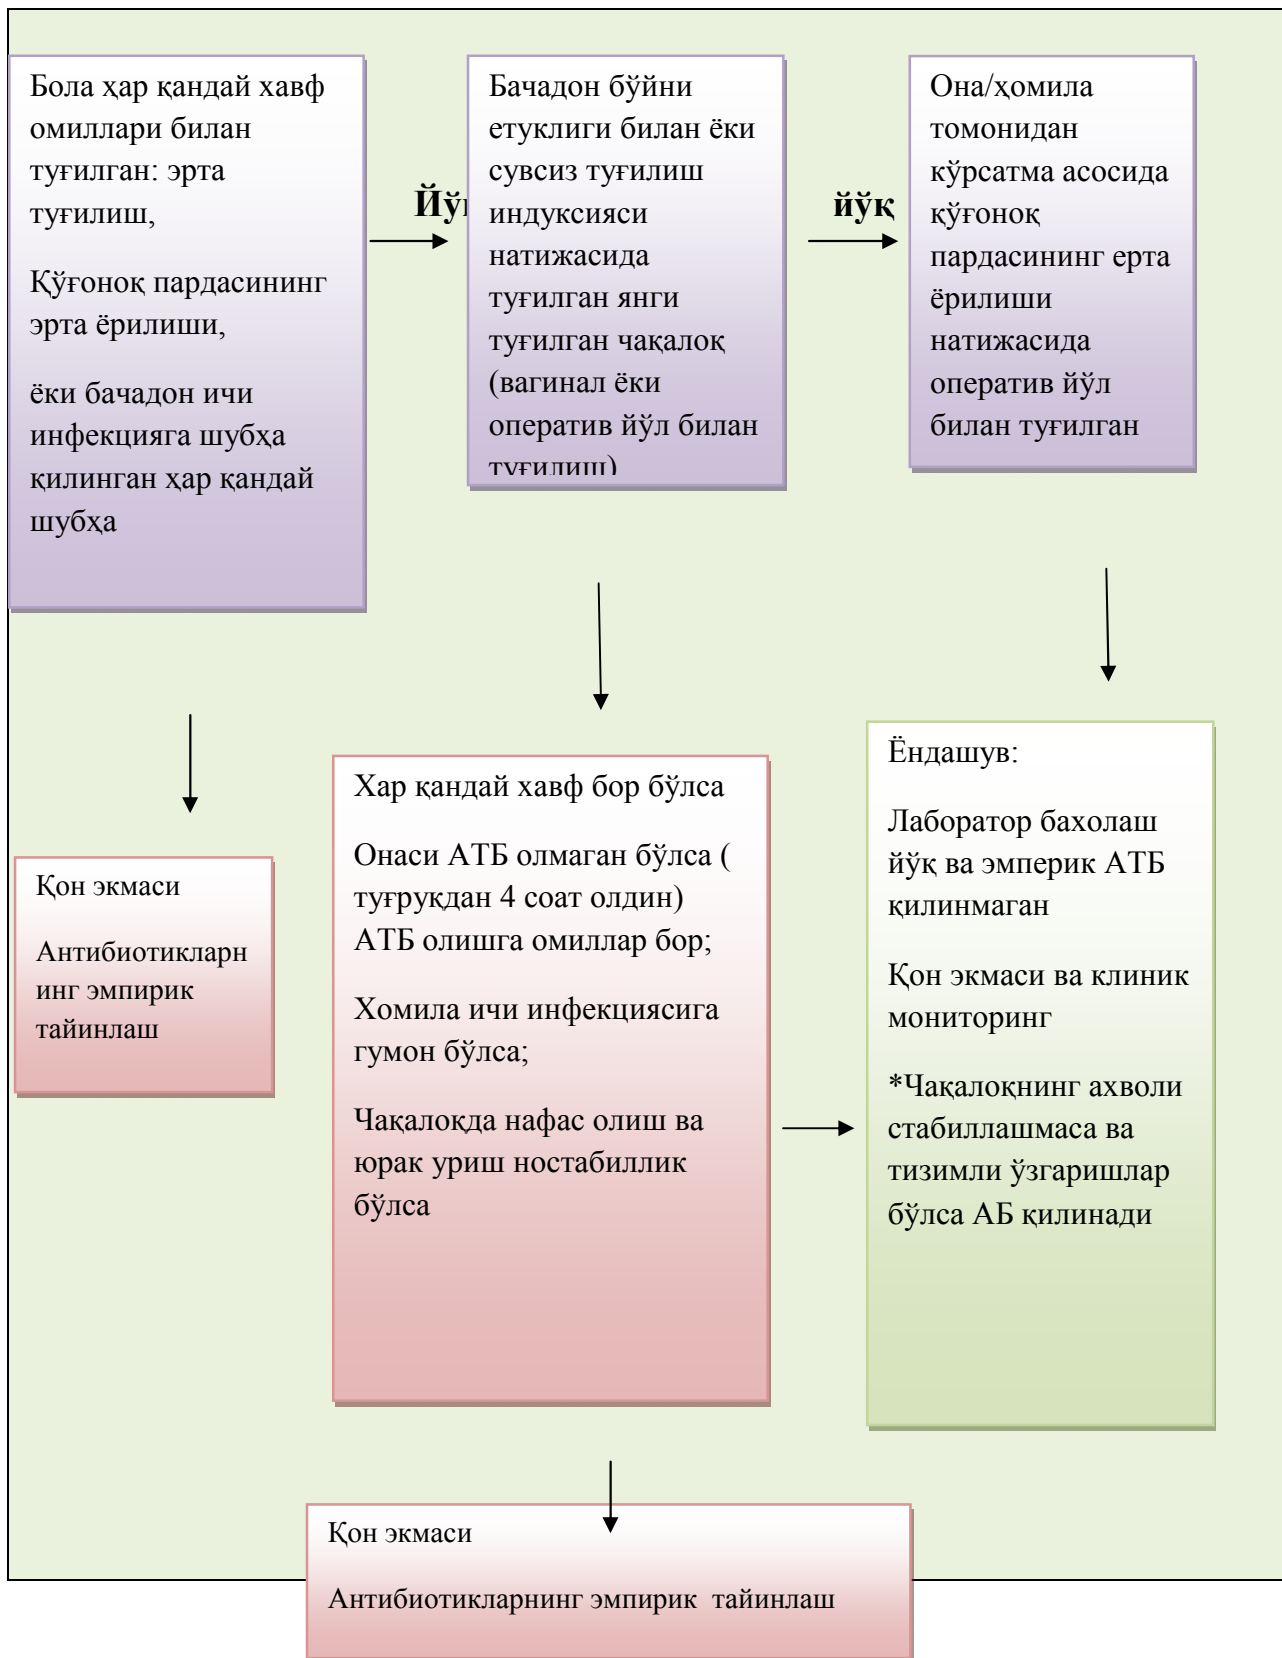 Бола ҳар қандай хавф
омиллари билан
туғилган: эрта
туғилиш,
Қўғоноқ пардасининг
эрта ёрилиши,
ёки бачадон ичи
инфекцияга шубҳа
қилинган ҳар қандай
шубҳа
Бачадон бўйни
етуклиги билан ёки
сувсиз туғилиш
индуксияси
натижасида
туғилган янги
туғилган чақалоқ
(вагинал ёки
оператив йўл билан
туғилиш)
йўқ
Она/ҳомила
томонидан
кўрсатма асосида
қўғоноқ
пардасининг ерта
ёрилиши
натижасида
оператив йўл
билан туғилган
Қон экмаси
Антибиотикларн
инг эмпирик
тайинлаш
Хар қандай хавф бор бўлса
Онаси АТБ олмаган бўлса (
туғруқдан 4 соат олдин)
АТБ олишга омиллар бор;
Хомила ичи инфекциясига
гумон бўлса;
Чақалоқда нафас олиш ва
юрак уриш ностабиллик
бўлса
Ёндашув:
Лаборатор бахолаш
йўқ ва эмперик АТБ
қилинмаган
Қон экмаси ва клиник
мониторинг
*Чақалоқнинг ахволи
стабиллашмаса ва
тизимли ўзгаришлар
бўлса АБ қилинади
Қон экмаси
Антибиотикларнинг эмпирик тайинлаш